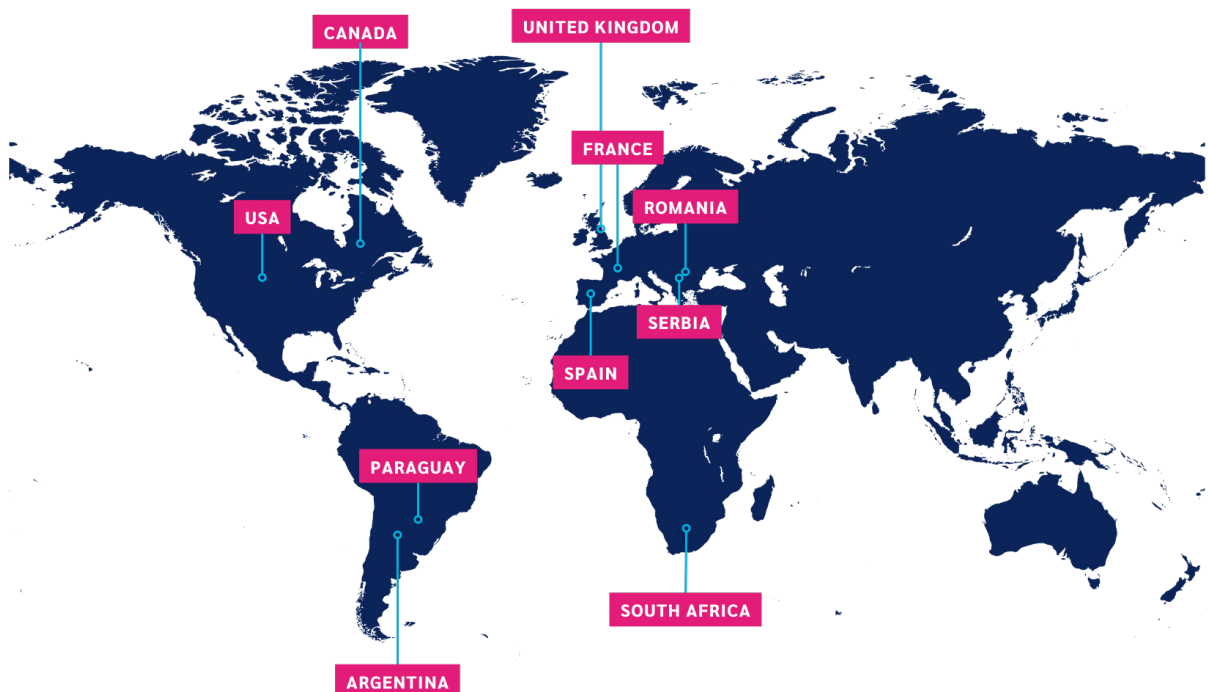 CANADA
UNITED KINGDOM
FRANCE
ROMANIA
USA
SERBIA
SPAIN
PARAGUAY
SOUTH AFRICA
ARGENTINA